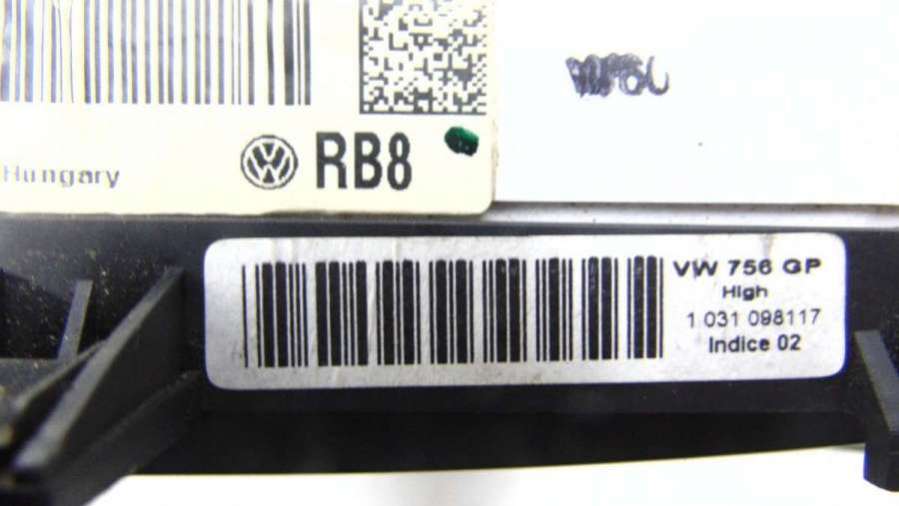 Hungary
RB8
VW 756 GP
High
1 031 098117
Indice 02